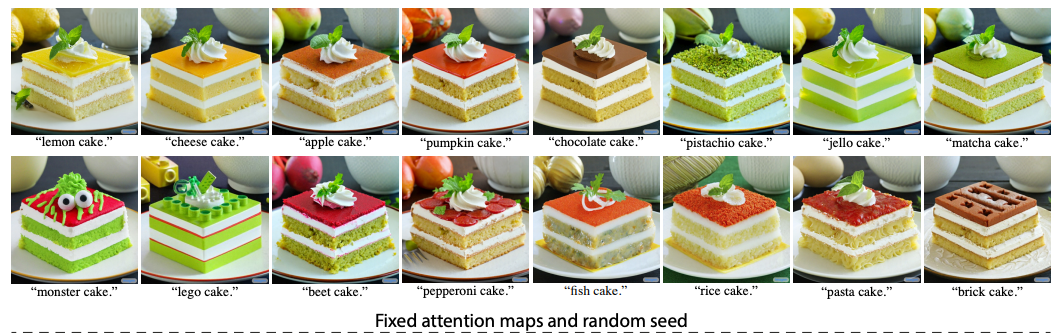 “lemon cake.” “cheese cake.” “apple cake.” “pumpkin cake.” “chocolate cake.” “pistachio cake.” “jello cake.” “matcha cake.”
“monster cake.” “lego cake.” “beet cake.” “pepperoni cake.” “fish cake.” “rice cake.” “pasta cake.” “brick cake.”
Fixed attention maps and random seed